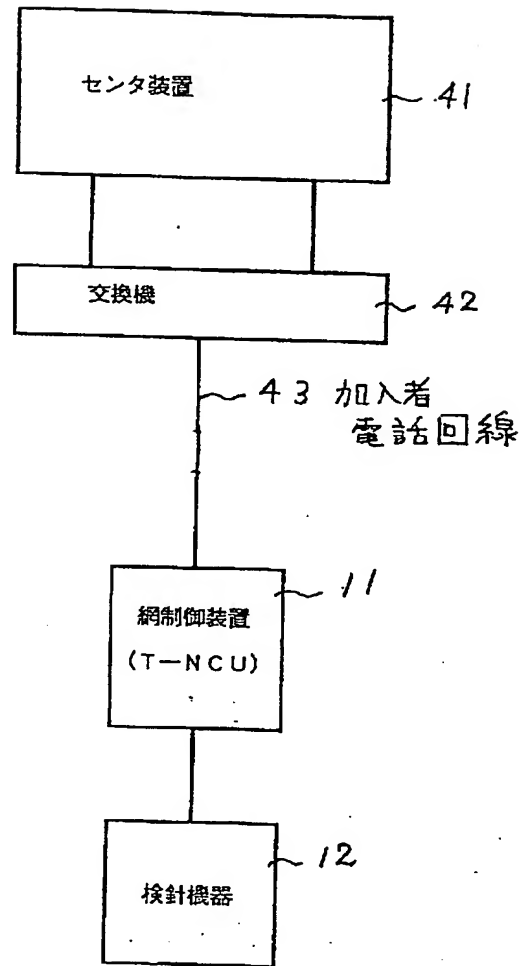 センタ装置
41
交換機
42
43 加入者
電話回線
11
網制御装置
(T-NCU)
12
検針機器